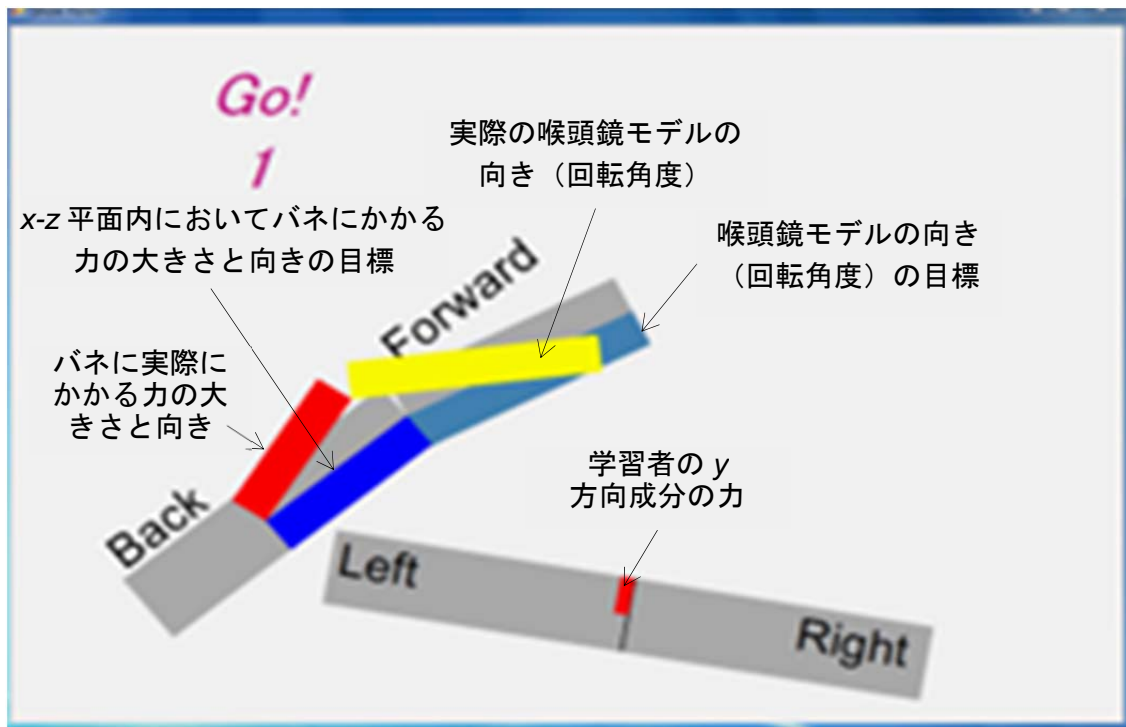 Go!
1
実際の喉頭鏡モデルの
向き（回転角度）
x-z 平面内においてバネにかかる
力の大きさと向きの目標
喉頭鏡モデルの向き
（回転角度）の目標
Forward
バネに実際に
かかる力の大
きさと向き
学習者の y
方向成分の力
Back
Left
Right